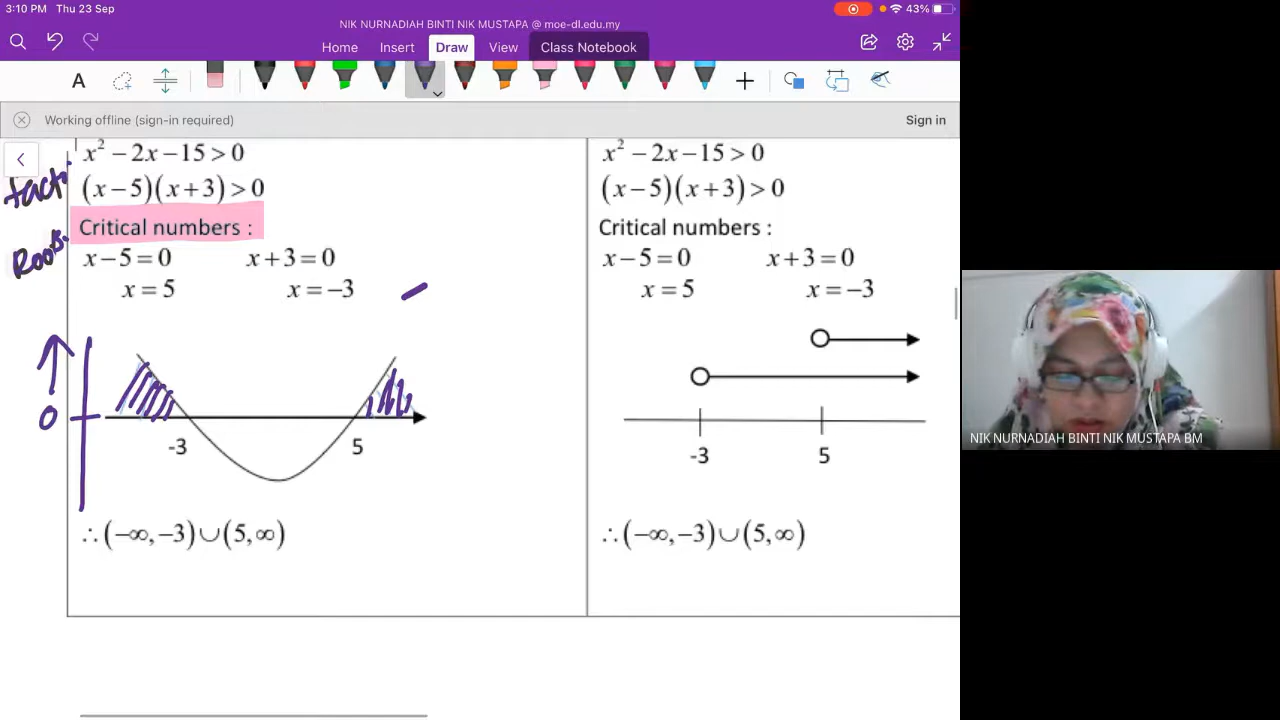 3:10 PM Thu 23 Sep
43%
NIK NURNADIAH BINTI NIK MUSTAPA @ moe-dl.edu.my
Home Insert Draw View Class Notebook
A
Working offline (sign-in required) Sign in
x² − 2x − 15 > 0
(x − 5)(x + 3) > 0
Critical numbers :
x − 5 = 0 x + 3 = 0
x = 5 x = −3
0
-3 5
∴ (−∞, −3) ∪ (5, ∞)
x² − 2x − 15 > 0
(x − 5)(x + 3) > 0
Critical numbers :
x − 5 = 0 x + 3 = 0
x = 5 x = −3
-3 5
∴ (−∞, −3) ∪ (5, ∞)
NIK NURNADIAH BINTI NIK MUSTAPA BM